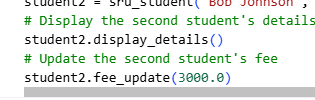 student2 = sru_student("Bob Johnson",
# Display the second student's details
student2.display_details()
# Update the second student's fee
student2.fee_update(3000.0)